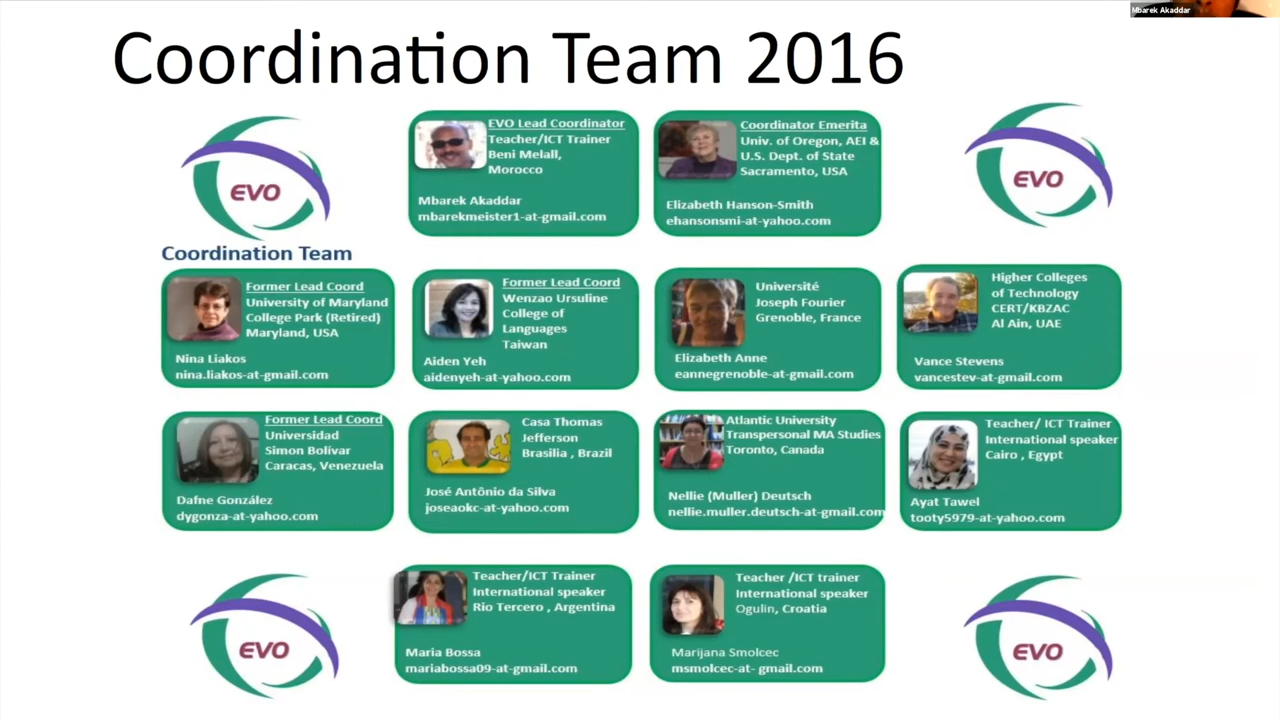 Mbarek Akaddar
Coordination Team 2016
EVO
EVO Lead Coordinator
Teacher/ICT Trainer
Beni Melall,
Morocco
Mbarek Akaddar
mbarekmeister1-at-gmail.com
Coordinator Emerita
Univ. of Oregon, AEI &
U.S. Dept. of State
Sacramento, USA
Elizabeth Hanson-Smith
ehansonsmi-at-yahoo.com
EVO
Coordination Team
Former Lead Coord
University of Maryland
College Park (Retired)
Maryland, USA
Nina Liakos
nina.liakos-at-gmail.com
Former Lead Coord
Wenzao Ursuline
College of
Languages
Taiwan
Aiden Yeh
aidenyeh-at-yahoo.com
Université
Joseph Fourier
Grenoble, France
Elizabeth Anne
eannegrenoble-at-gmail.com
Higher Colleges
of Technology
CERT/KBZAC
Al Ain, UAE
Vance Stevens
vancestev-at-gmail.com
Former Lead Coord
Universidad
Simon Bolívar
Caracas, Venezuela
Dafne González
dygonza-at-yahoo.com
Casa Thomas
Jefferson
Brasilia , Brazil
José Antônio da Silva
joseaokc-at-yahoo.com
Atlantic University
Transpersonal MA Studies
Toronto, Canada
Nellie (Muller) Deutsch
nellie.muller.deutsch-at-gmail.com
Teacher/ ICT Trainer
International speaker
Cairo , Egypt
Ayat Tawel
tooty5979-at-yahoo.com
EVO
Teacher/ICT Trainer
International speaker
Rio Tercero , Argentina
Maria Bossa
mariabossa09-at-gmail.com
Teacher /ICT trainer
International speaker
Ogulin, Croatia
Marijana Smolcec
msmolcec-at- gmail.com
EVO